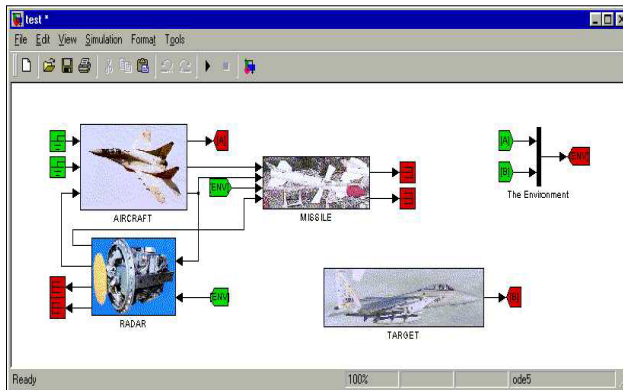 test *
File Edit View Simulation Format Tools
[A]
AIRCRAFT
[ENV]
MISSILE
[A]
[B]
[ENV]
The Environment
RADAR
[ENV]
TARGET
[B]
Ready 100% ode5